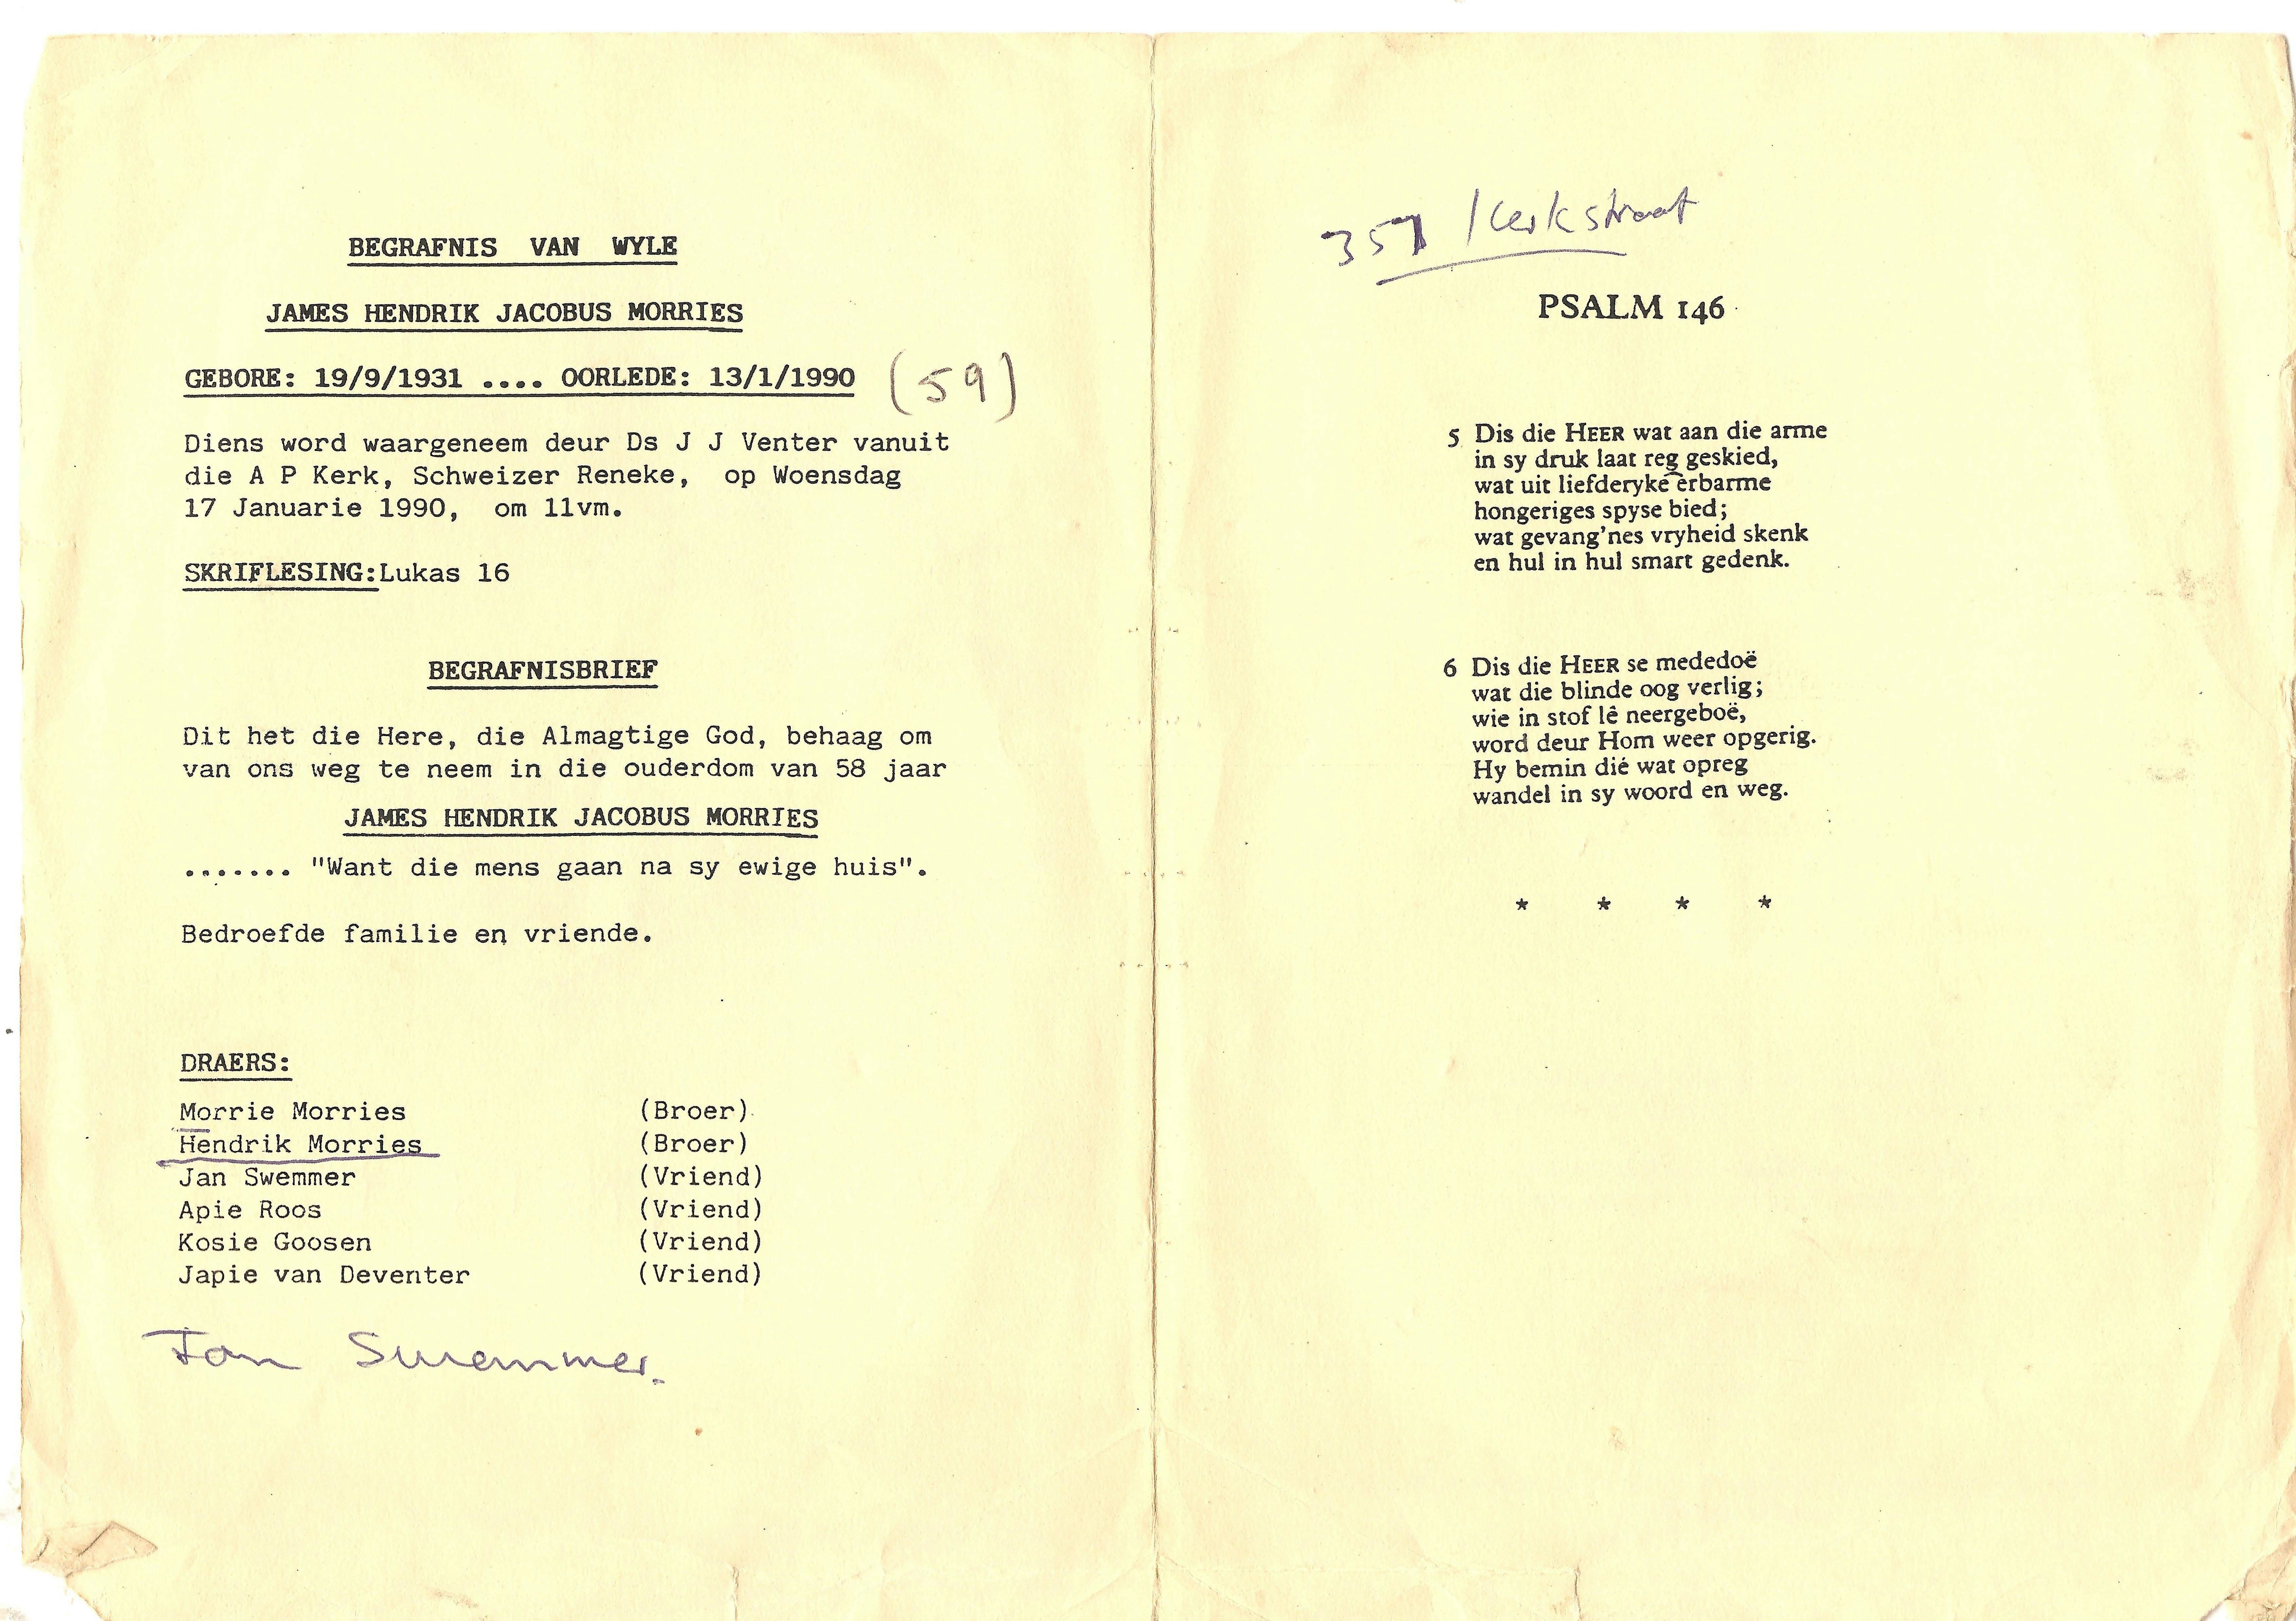 BEGRAFNIS VAN WYLE
JAMES HENDRIK JACOBUS MORRIES
GEBORE: 19/9/1931 .... OORLEDE: 13/1/1990 (59)
Diens word waargeneem deur Ds J J Venter vanuit
die A P Kerk, Schweizer Reneke, op Woensdag
17 Januarie 1990, om 11vm.
SKRIFLESING: Lukas 16
BEGRAFNISBRIEF
Dit het die Here, die Almagtige God, behaag om
van ons weg te neem in die ouderdom van 58 jaar
JAMES HENDRIK JACOBUS MORRIES
....... "Want die mens gaan na sy ewige huis".
Bedroefde familie en vriende.
DRAERS:
Morrie Morries (Broer)
Hendrik Morries (Broer)
Jan Swemmer (Vriend)
Apie Roos (Vriend)
Kosie Goosen (Vriend)
Japie van Deventer (Vriend)
Jan Swemmer.
357 Kerkstraat
PSALM 146
5 Dis die HEER wat aan die arme
in sy druk laat reg geskied,
wat uit liefderyke erbarme
hongeriges spyse bied;
wat gevang'nes vryheid skenk
en hul in hul smart gedenk.
6 Dis die HEER se mededoë
wat die blinde oog verlig;
wie in stof lê neergeboë,
word deur Hom weer opgerig.
Hy bemin dié wat opreg
wandel in sy woord en weg.
* * * *